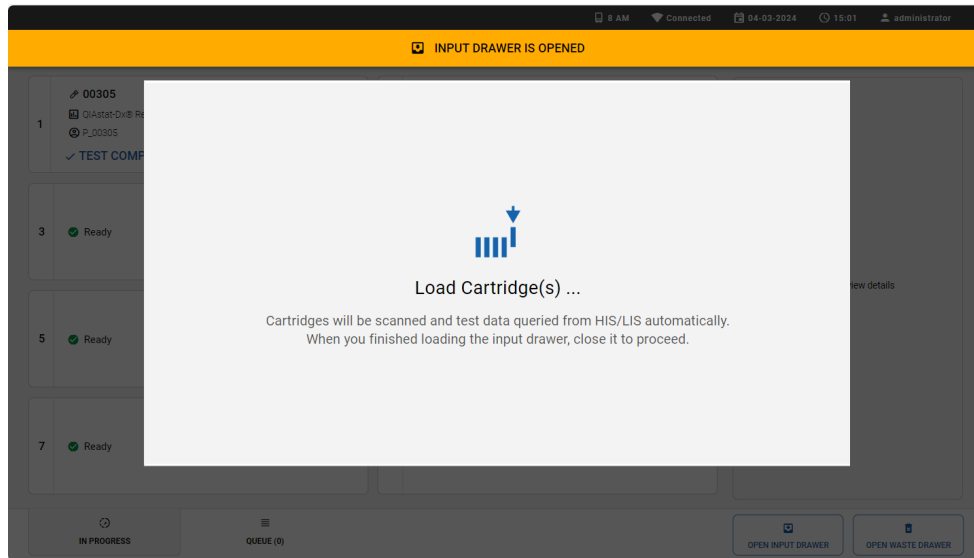 8 AM Connected 04-03-2024 15:01 administrator
INPUT DRAWER IS OPENED
1
00305
QIAstat-Dx® Re
P_00305
TEST COMP
3 Ready
5 Ready
7 Ready
Load Cartridge(s) ...
Cartridges will be scanned and test data queried from HIS/LIS automatically.
When you finished loading the input drawer, close it to proceed.
view details
IN PROGRESS
QUEUE (0)
OPEN INPUT DRAWER
OPEN WASTE DRAWER